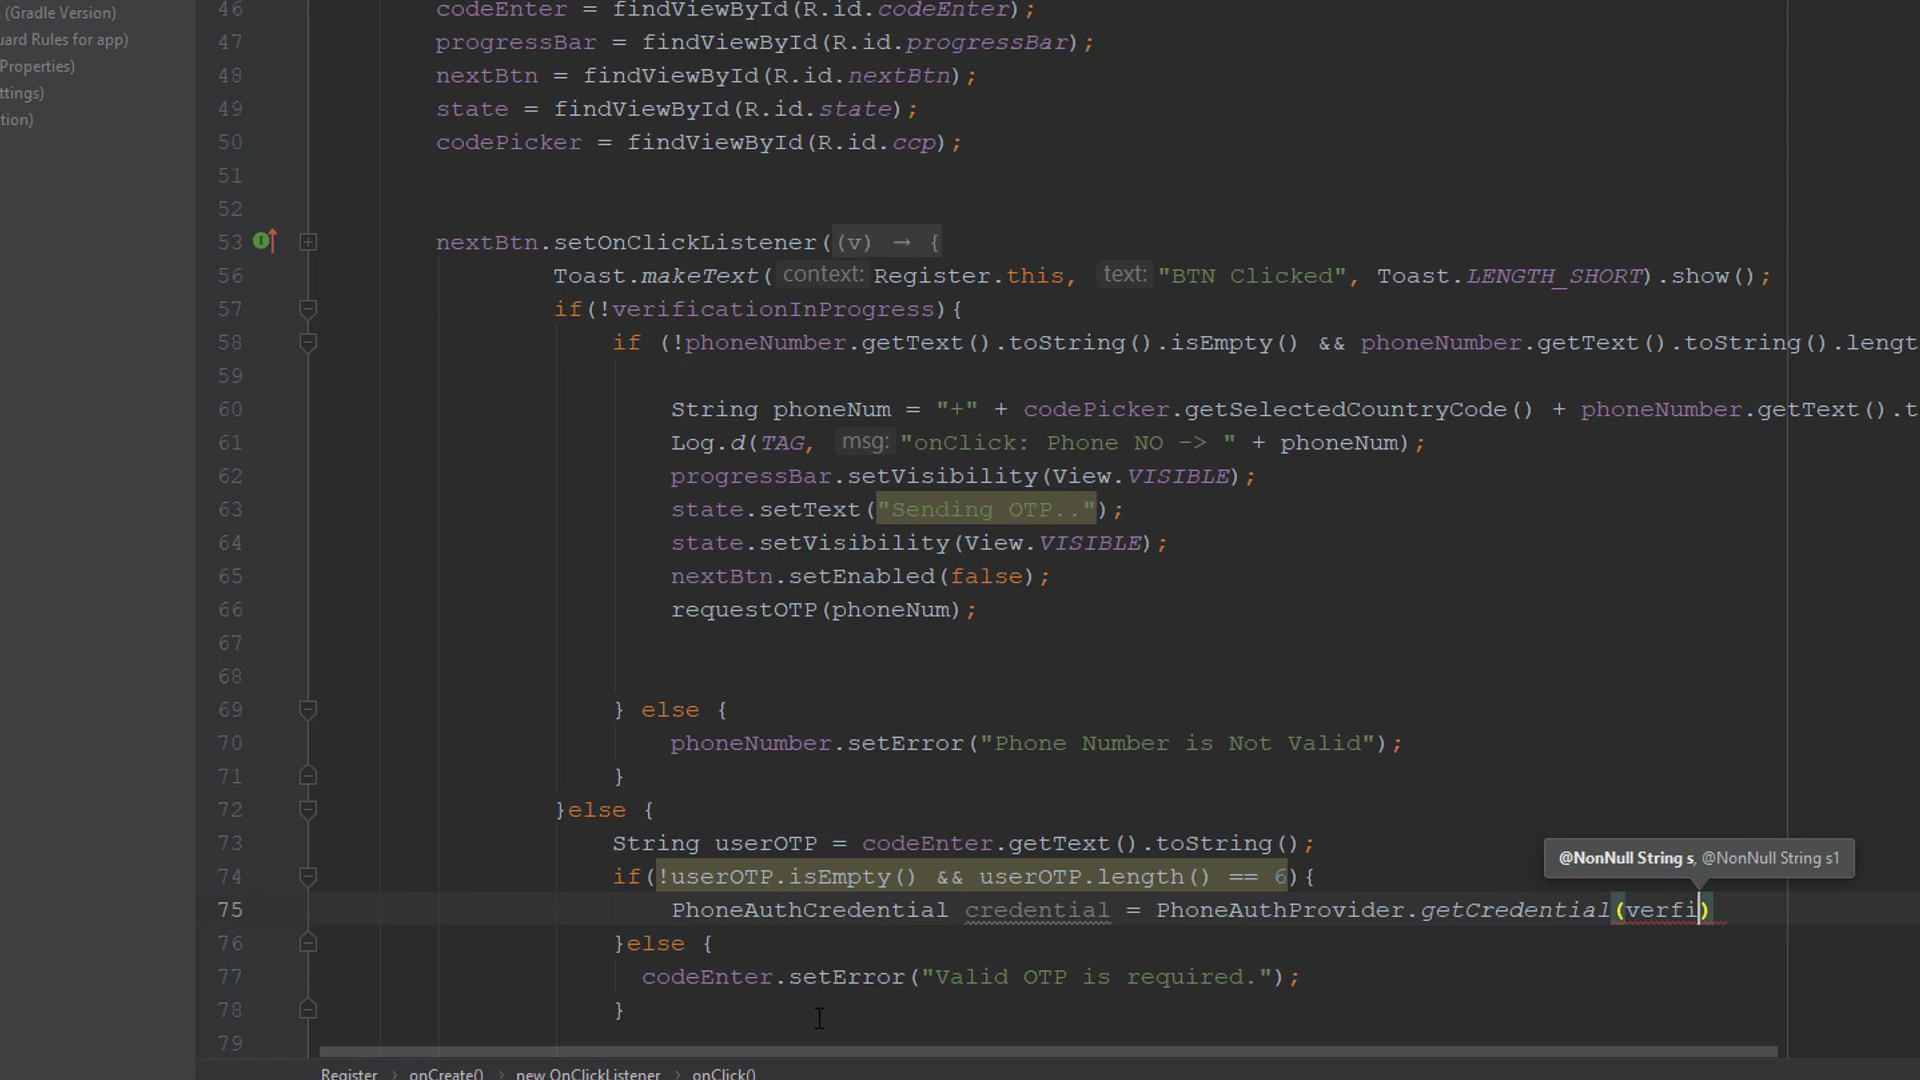 s (Gradle Version)
uard Rules for app)
Properties)
ttings)
tion)
46 codeEnter = findViewById(R.id.codeEnter);
47 progressBar = findViewById(R.id.progressBar);
48 nextBtn = findViewById(R.id.nextBtn);
49 state = findViewById(R.id.state);
50 codePicker = findViewById(R.id.ccp);
51
52
53 nextBtn.setOnClickListener((v) → {
56 Toast.makeText( context: Register.this, text: "BTN Clicked", Toast.LENGTH_SHORT).show();
57 if(!verificationInProgress){
58 if (!phoneNumber.getText().toString().isEmpty() && phoneNumber.getText().toString().lengt
59
60 String phoneNum = "+" + codePicker.getSelectedCountryCode() + phoneNumber.getText().t
61 Log.d(TAG, msg: "onClick: Phone NO -> " + phoneNum);
62 progressBar.setVisibility(View.VISIBLE);
63 state.setText("Sending OTP..");
64 state.setVisibility(View.VISIBLE);
65 nextBtn.setEnabled(false);
66 requestOTP(phoneNum);
67
68
69 } else {
70 phoneNumber.setError("Phone Number is Not Valid");
71 }
72 }else {
73 String userOTP = codeEnter.getText().toString();
@NonNull String s, @NonNull String s1
74 if(!userOTP.isEmpty() && userOTP.length() == 6){
75 PhoneAuthCredential credential = PhoneAuthProvider.getCredential(verfi)
76 }else {
77 codeEnter.setError("Valid OTP is required.");
78 }
79
Register › onCreate() › new OnClickListener › onClick()